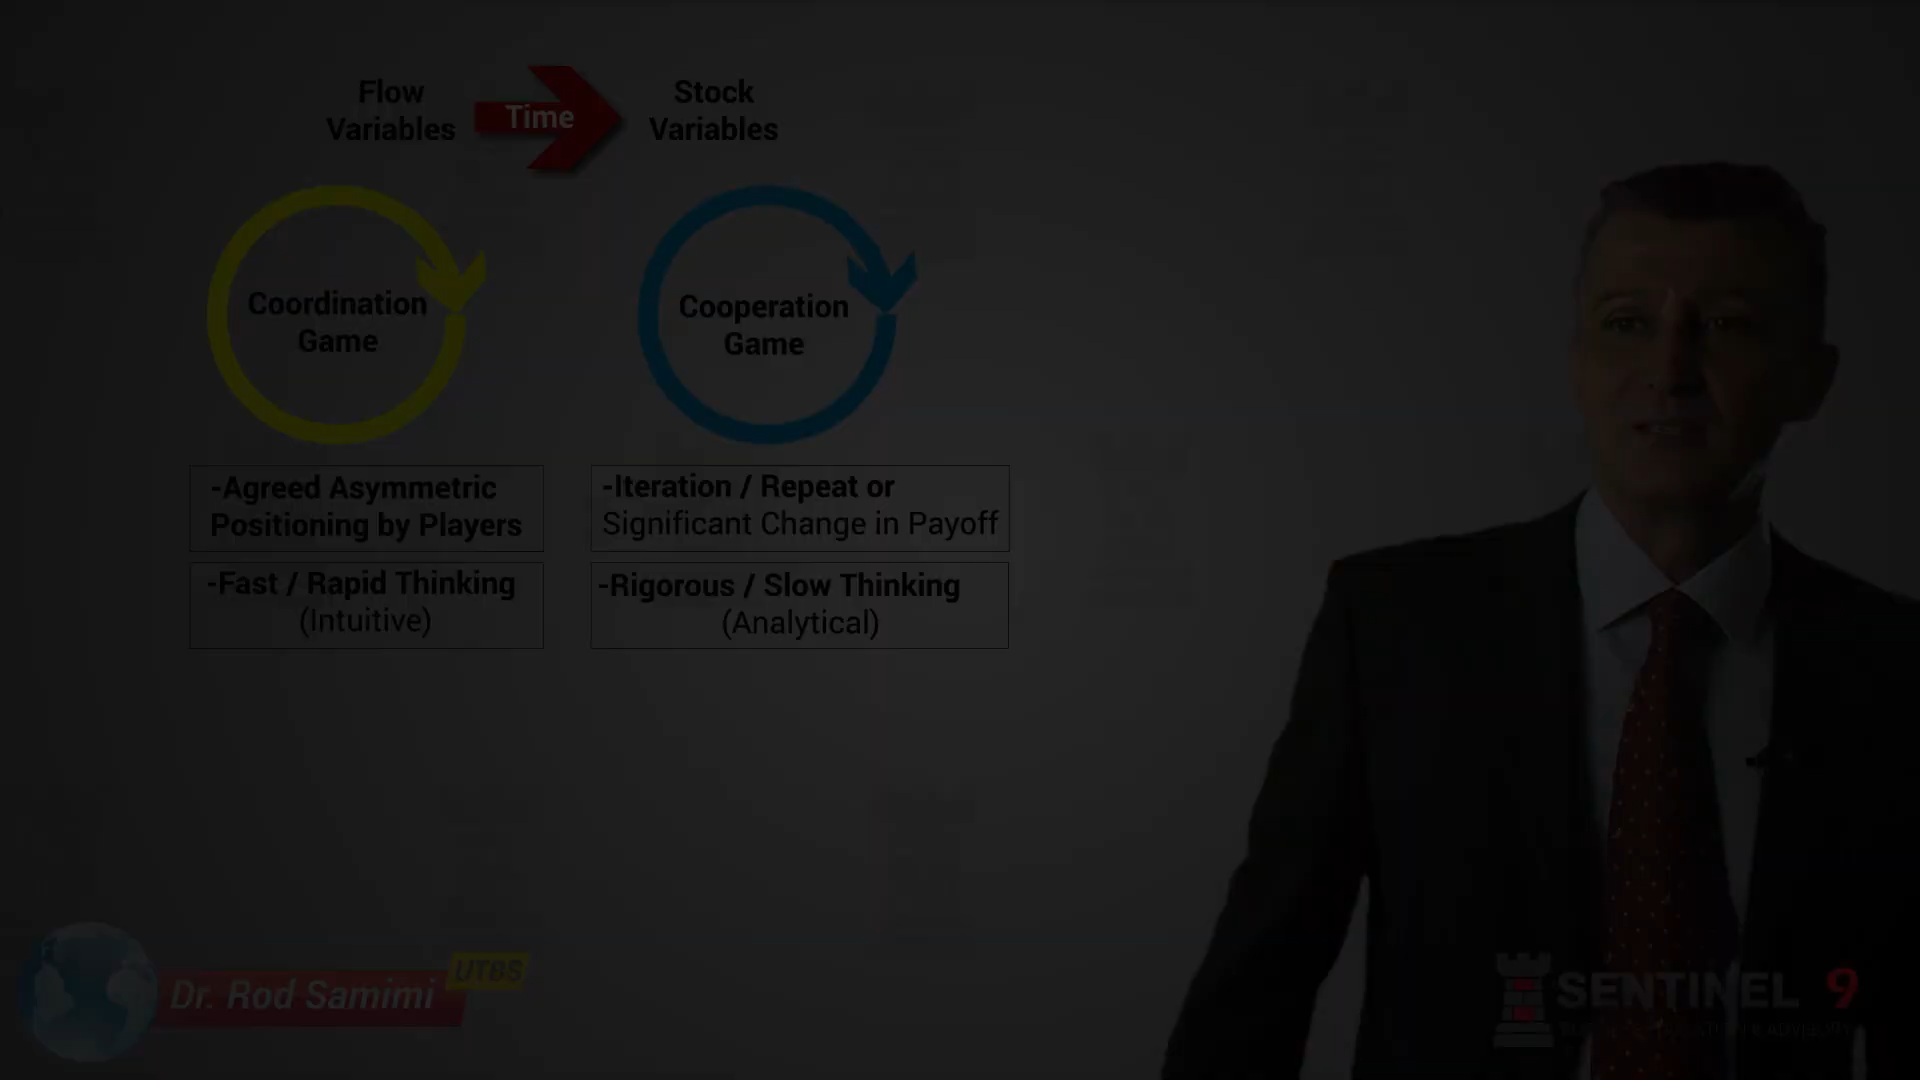 Flow
Variables
Time
Stock
Variables
Coordination
Game
Cooperation
Game
-Agreed Asymmetric
Positioning by Players
-Iteration / Repeat or
Significant Change in Payoff
-Fast / Rapid Thinking
(Intuitive)
-Rigorous / Slow Thinking
(Analytical)
Dr. Rod Samimi
UTBS
SENTINEL 9